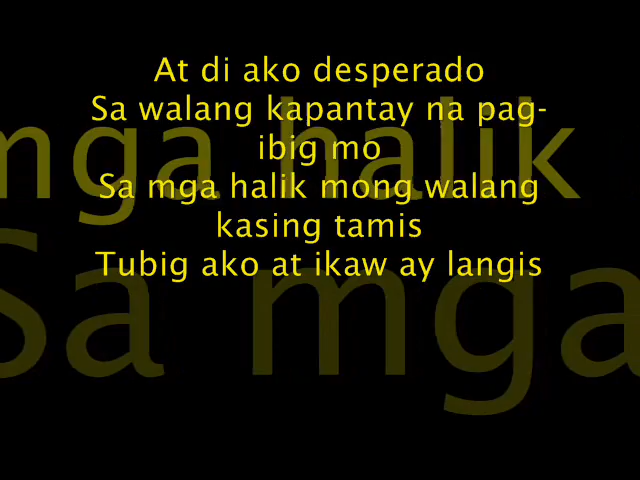 At di ako desperado
Sa walang kapantay na pag-
ibig mo
Sa mga halik mong walang
kasing tamis
Tubig ako at ikaw ay langis
mga halik
Sa mga